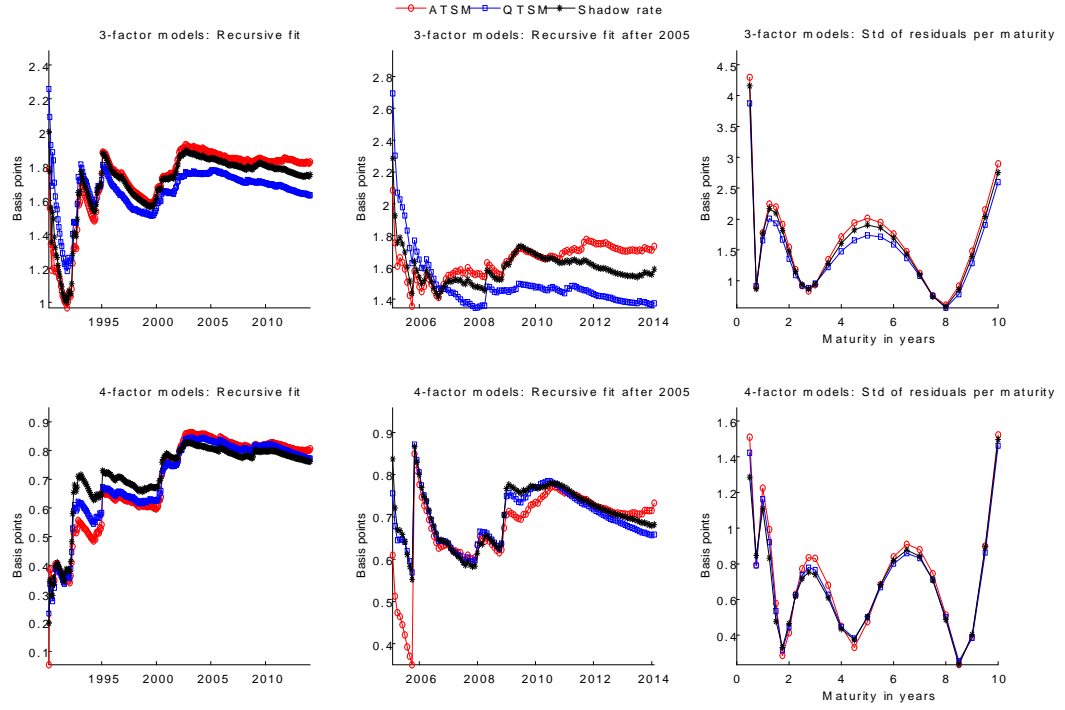 ATSM QTSM Shadow rate
3-factor models: Recursive fit
Basis points
2.4
2.2
2
1.8
1.6
1.4
1.2
1
1995 2000 2005 2010
3-factor models: Recursive fit after 2005
Basis points
2.8
2.6
2.4
2.2
2
1.8
1.6
1.4
2006 2008 2010 2012 2014
3-factor models: Std of residuals per maturity
Basis points
4.5
4
3.5
3
2.5
2
1.5
1
0 2 4 6 8 10
Maturity in years
4-factor models: Recursive fit
Basis points
0.9
0.8
0.7
0.6
0.5
0.4
0.3
0.2
0.1
1995 2000 2005 2010
4-factor models: Recursive fit after 2005
Basis points
0.9
0.8
0.7
0.6
0.5
0.4
2006 2008 2010 2012 2014
4-factor models: Std of residuals per maturity
Basis points
1.6
1.4
1.2
1
0.8
0.6
0.4
0 2 4 6 8 10
Maturity in years